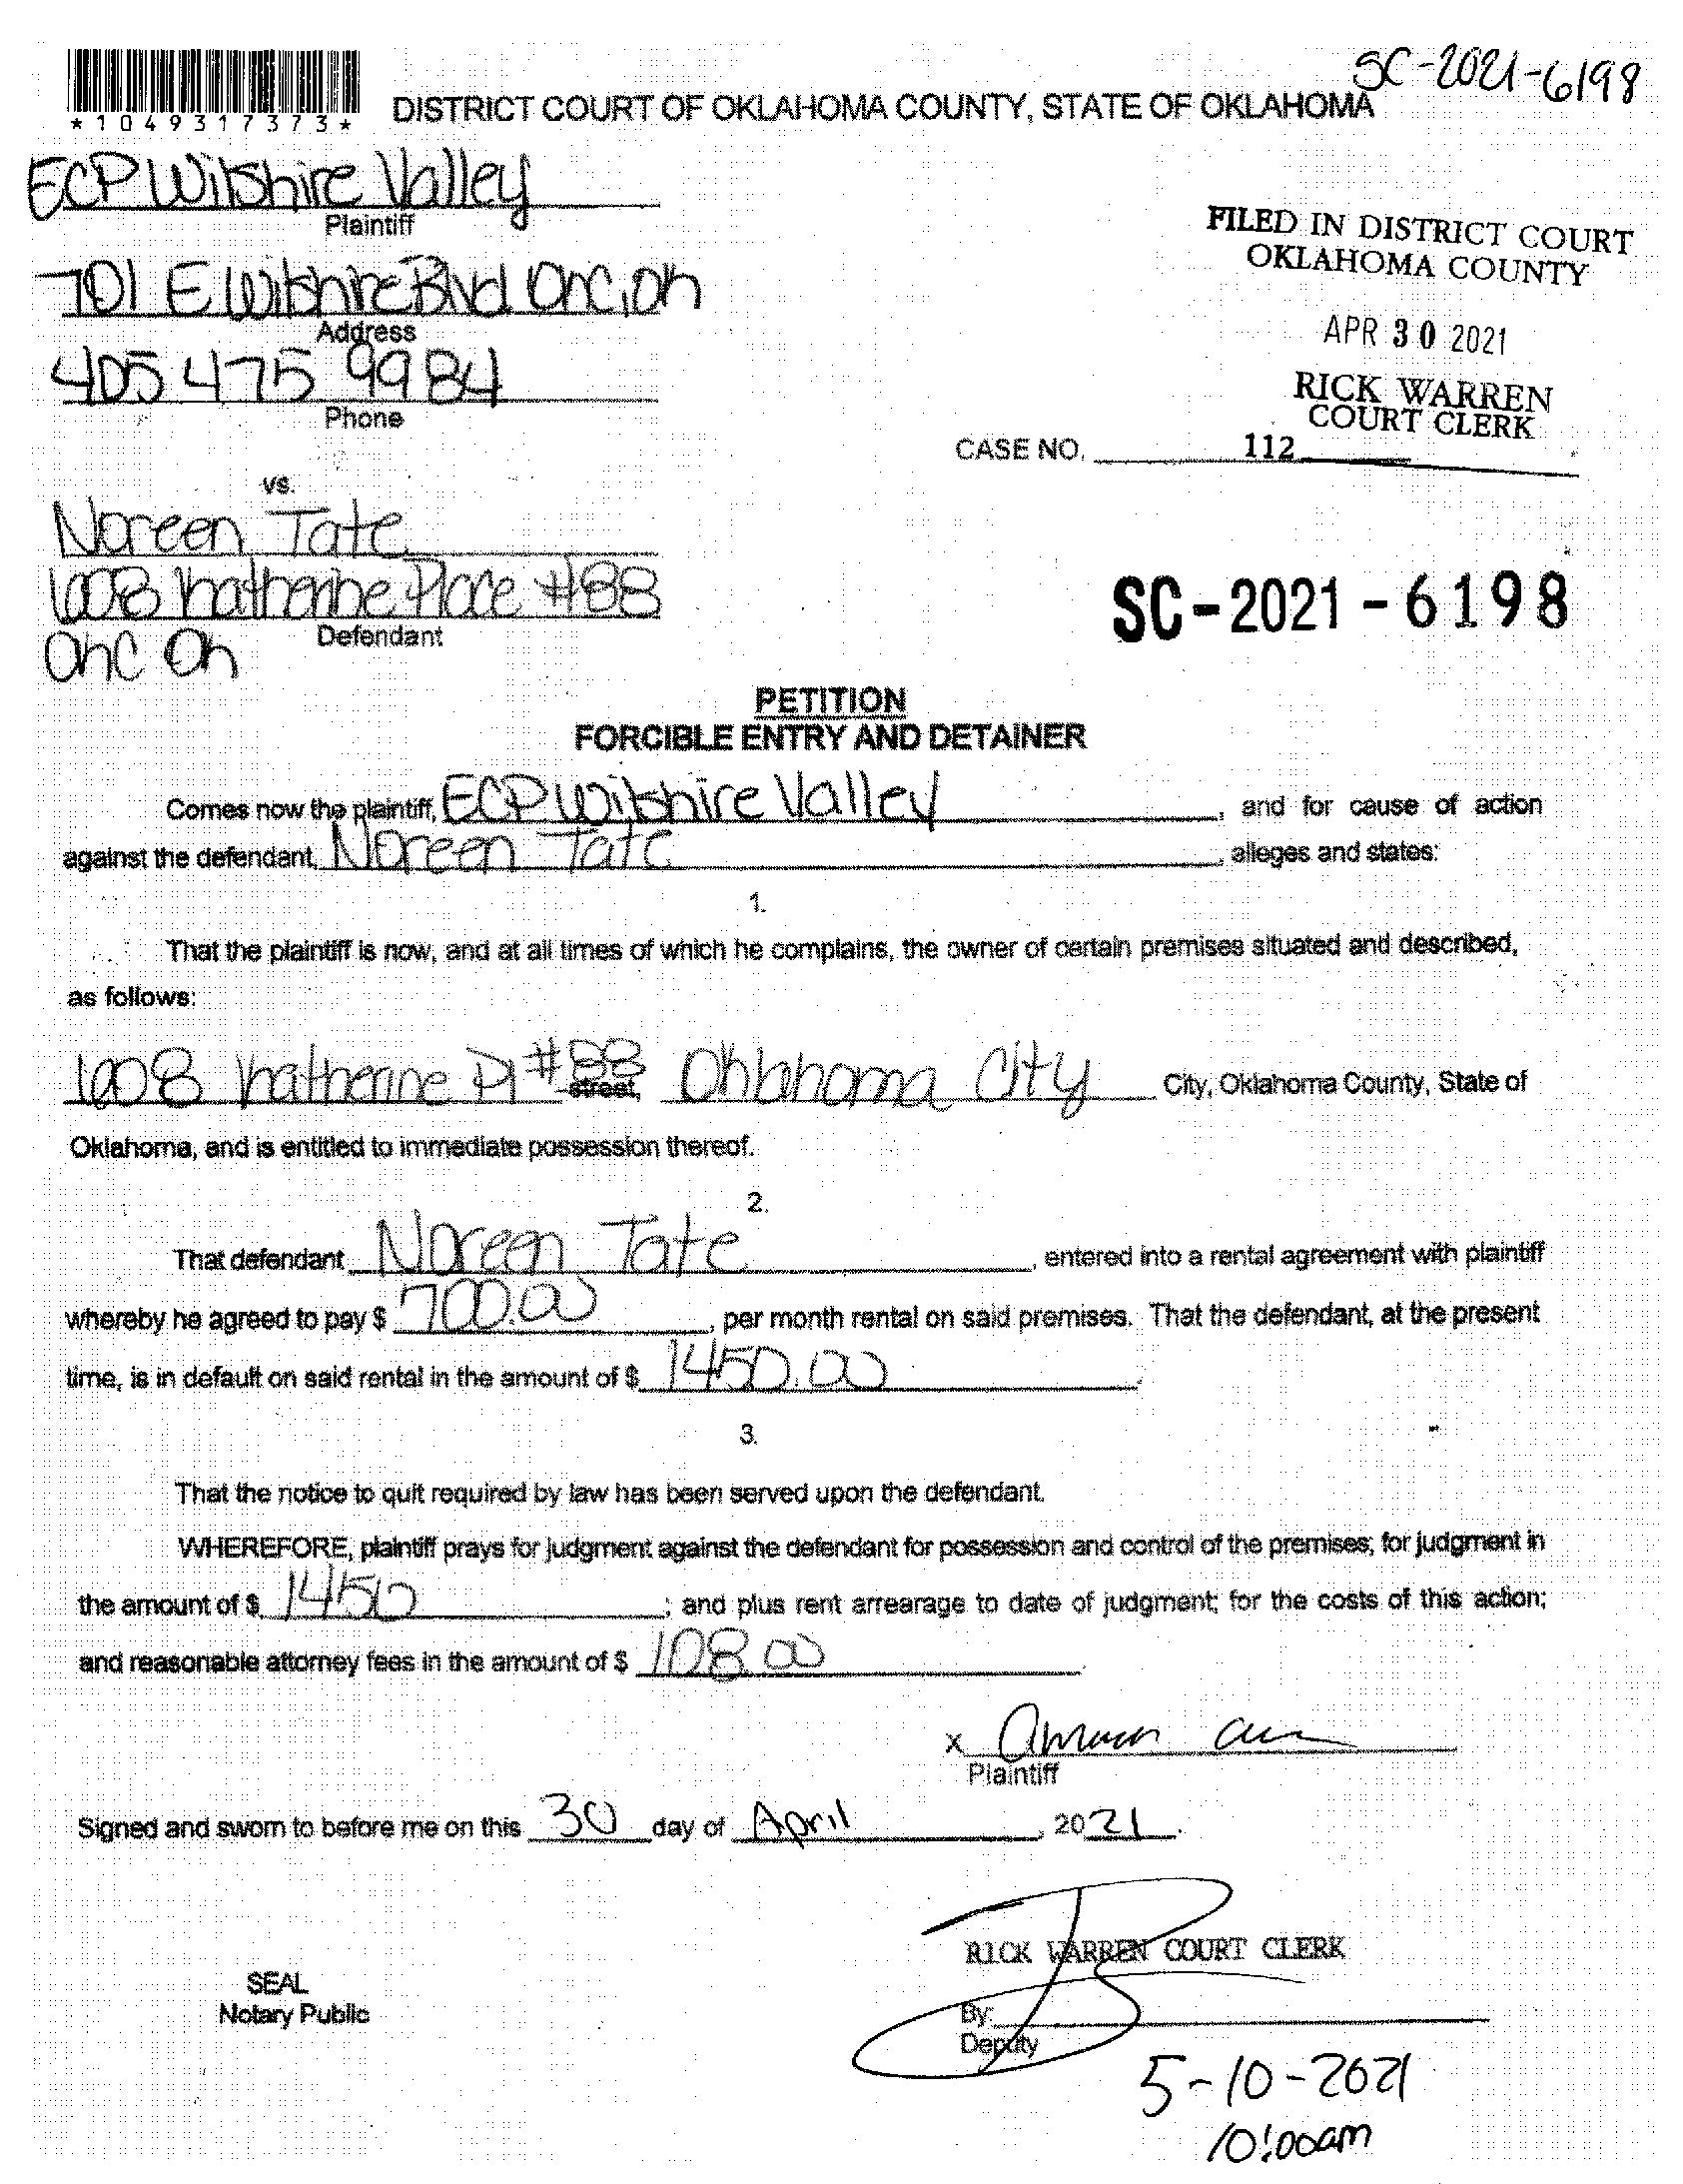 SC-2021-6198
*1049317373*
DISTRICT COURT OF OKLAHOMA COUNTY, STATE OF OKLAHOMA
ECP Wilshire Valley
Plaintiff
701 E Wilshire Blvd OKC, OK
Address
405 475 9984
Phone
FILED IN DISTRICT COURT
OKLAHOMA COUNTY
APR 30 2021
RICK WARREN
COURT CLERK
CASE NO. 112
vs.
Noreen Tate
1008 Katherine Place #88
Defendant
OKC OK
SC-2021-6198
PETITION
FORCIBLE ENTRY AND DETAINER
Comes now the plaintiff, ECP Wilshire Valley, and for cause of action
against the defendant, Noreen Tate, alleges and states:
1.
That the plaintiff is now, and at all times of which he complains, the owner of certain premises situated and described,
as follows:
1008 Katherine Pl #88 street, Oklahoma City City, Oklahoma County, State of
Oklahoma, and is entitled to immediate possession thereof.
2.
That defendant Noreen Tate, entered into a rental agreement with plaintiff
whereby he agreed to pay $ 700.00, per month rental on said premises. That the defendant, at the present
time, is in default on said rental in the amount of $ 1450.00.
3.
That the notice to quit required by law has been served upon the defendant.
WHEREFORE, plaintiff prays for judgment against the defendant for possession and control of the premises; for judgment in
the amount of $ 1450; and plus rent arrearage to date of judgment; for the costs of this action;
and reasonable attorney fees in the amount of $ 108.00.
x
Plaintiff
Signed and sworn to before me on this 30 day of April, 2021.
RICK WARREN COURT CLERK
SEAL
Notary Public
By:
Deputy
5-10-2021
10:00am